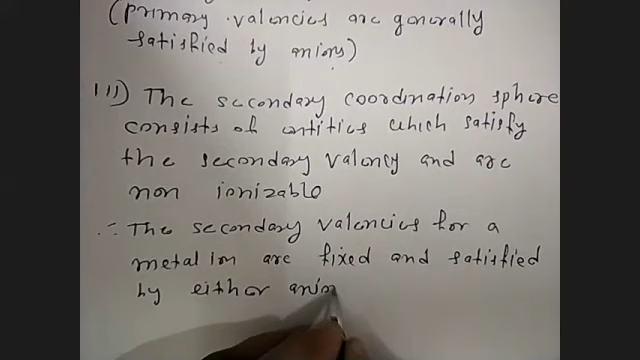 (primary valencies are generally
satisfied by anions)
III) The secondary coordination sphere
consists of entities which satisfy
the secondary valency and are
non ionizable
∴ The secondary valencies for a
metal ion are fixed and satisfied
by either anion